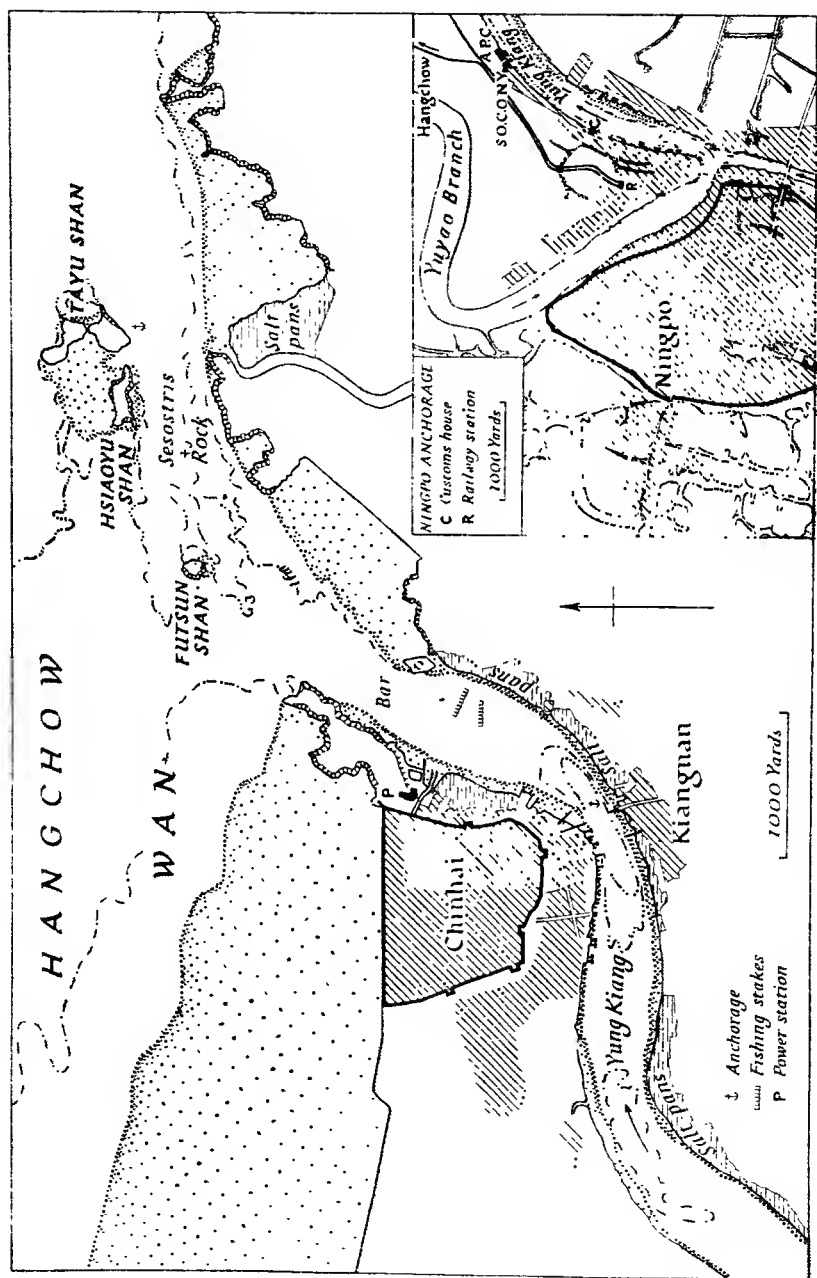 HANGCHOW
WAN
TAYU SHAN
HSIAOYU
SHAN
Sesostris
Rock
FUTSUN
SHAN
Salt
pans
Bar
P
Chinhai
Salt pans
Kiangnan
Yung Kiang
Salt pans
1000 Yards
Anchorage
Fishing stakes
P Power station
NINGPO ANCHORAGE
C Customs house
R Railway station
1000 Yards
Hangchow
A.P.C.
S.O.C.O.N.Y.
Yung Kiang
Yuyao Branch
C
R
Ningpo